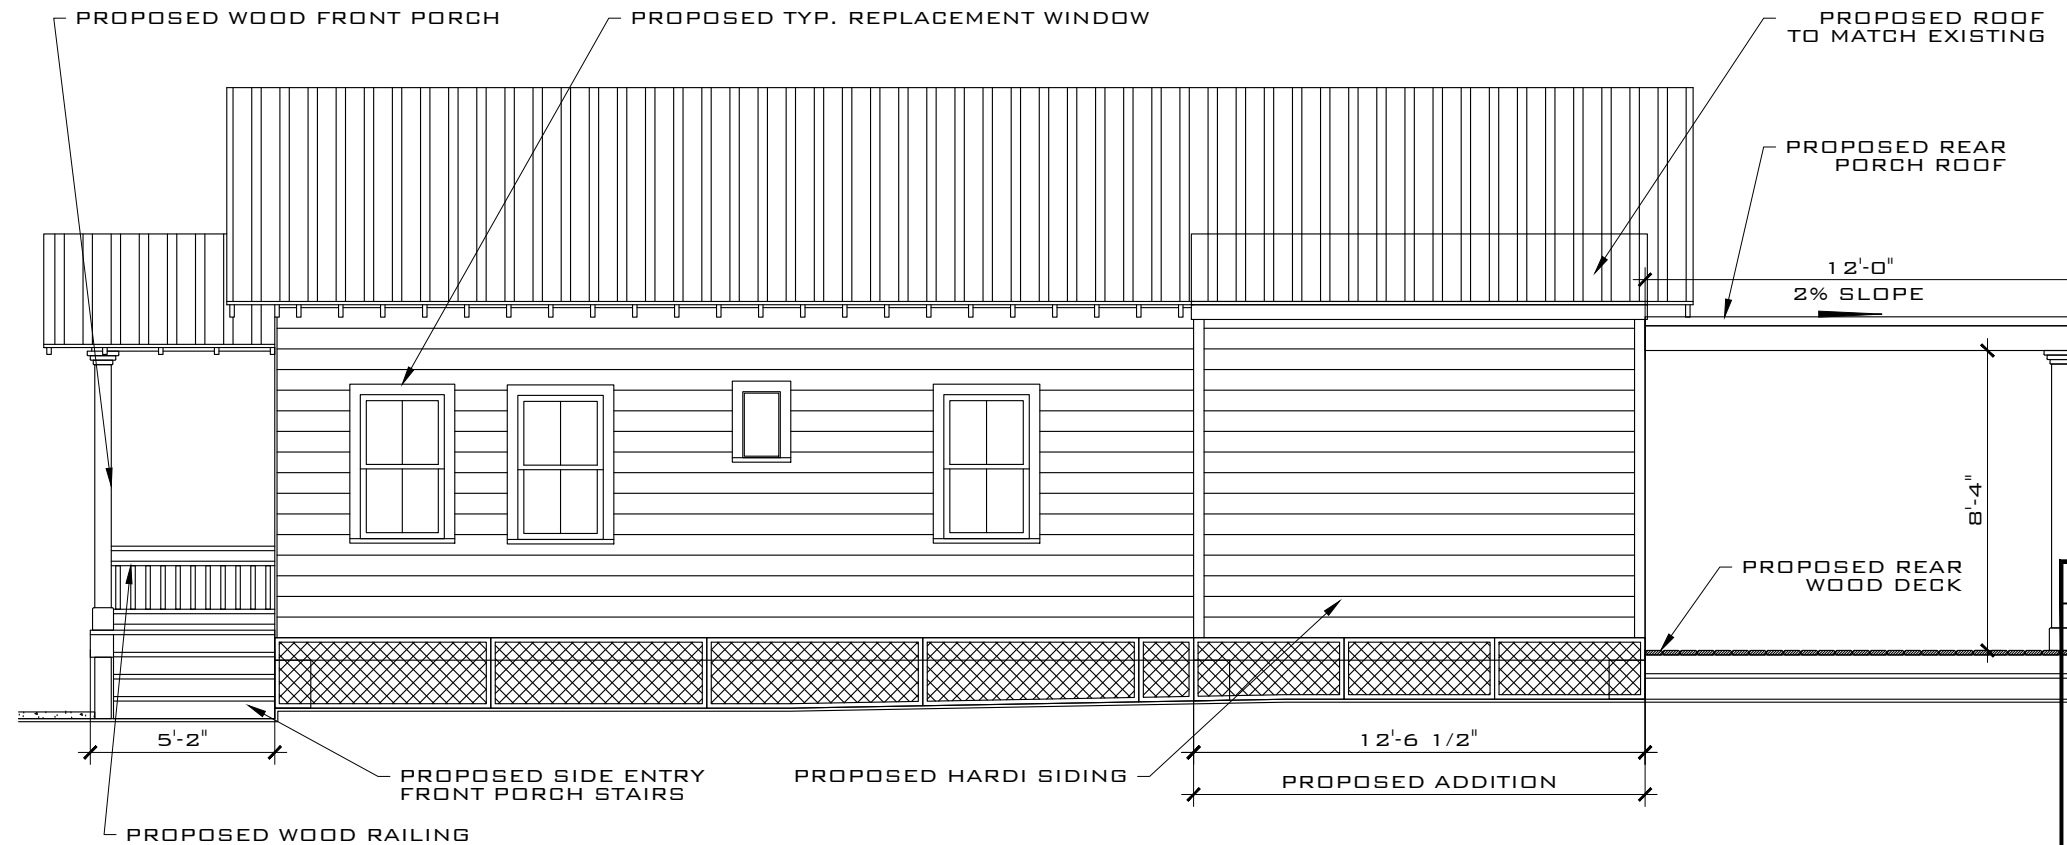 PROPOSED WOOD FRONT PORCH
PROPOSED TYP. REPLACEMENT WINDOW
PROPOSED ROOF
TO MATCH EXISTING
PROPOSED REAR
PORCH ROOF
12'-0"
2% SLOPE
8'-4"
PROPOSED REAR
WOOD DECK
5'-2"
12'-6 1/2"
PROPOSED SIDE ENTRY
FRONT PORCH STAIRS
PROPOSED HARDI SIDING
PROPOSED ADDITION
PROPOSED WOOD RAILING